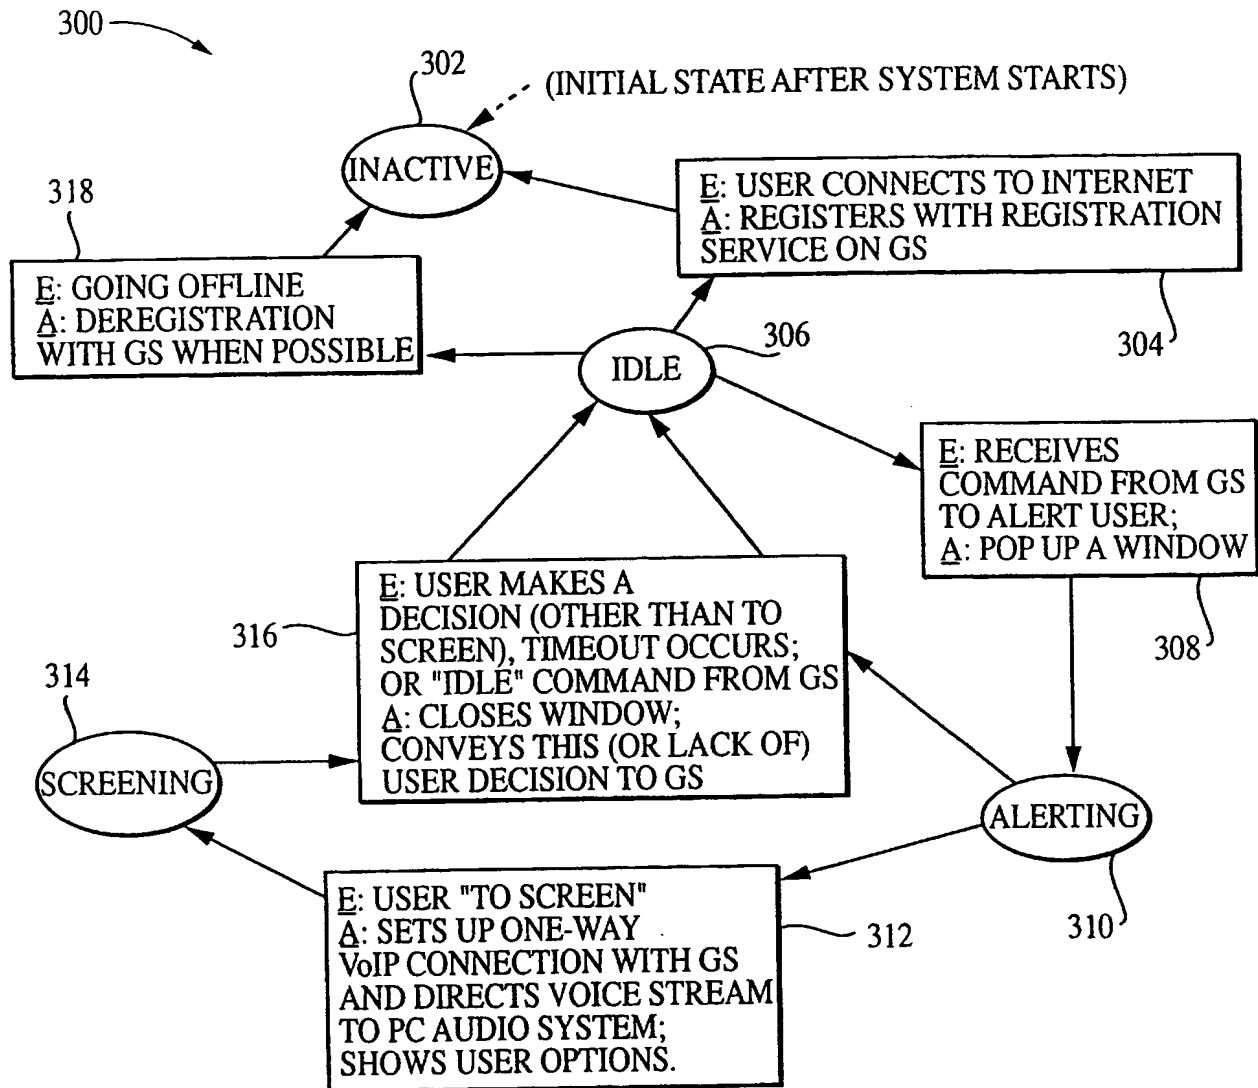 300
302
(INITIAL STATE AFTER SYSTEM STARTS)
INACTIVE
318
E: USER CONNECTS TO INTERNET
A: REGISTERS WITH REGISTRATION
SERVICE ON GS
304
E: GOING OFFLINE
A: DEREGISTRATION
WITH GS WHEN POSSIBLE
306
IDLE
E: RECEIVES
COMMAND FROM GS
TO ALERT USER;
A: POP UP A WINDOW
308
316
E: USER MAKES A
DECISION (OTHER THAN TO
SCREEN), TIMEOUT OCCURS;
OR "IDLE" COMMAND FROM GS
A: CLOSES WINDOW;
CONVEYS THIS (OR LACK OF)
USER DECISION TO GS
314
SCREENING
ALERTING
310
E: USER "TO SCREEN"
A: SETS UP ONE-WAY
VoIP CONNECTION WITH GS
AND DIRECTS VOICE STREAM
TO PC AUDIO SYSTEM;
SHOWS USER OPTIONS.
312